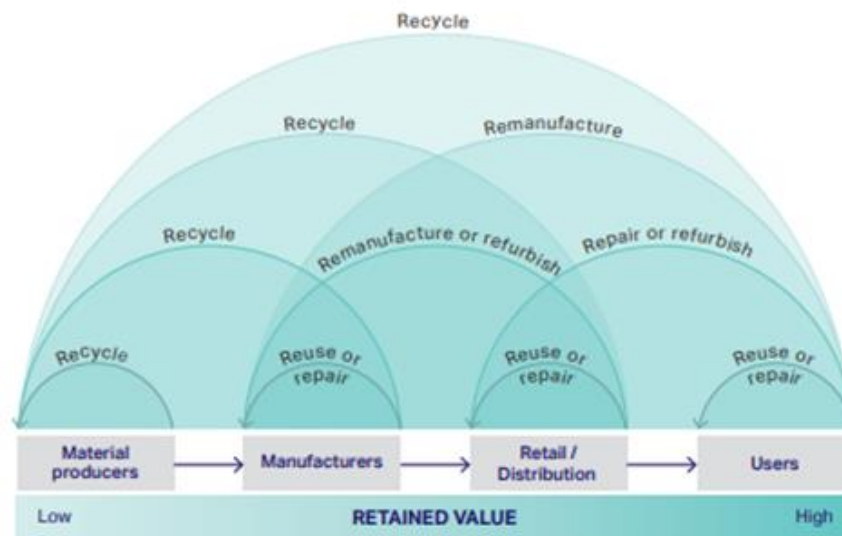 Recycle
Recycle
Remanufacture
Recycle
Remanufacture or refurbish
Repair or refurbish
Recycle
Reuse or
repair
Reuse or
repair
Reuse or
repair
Material
producers
Manufacturers
Retail /
Distribution
Users
Low
RETAINED VALUE
High